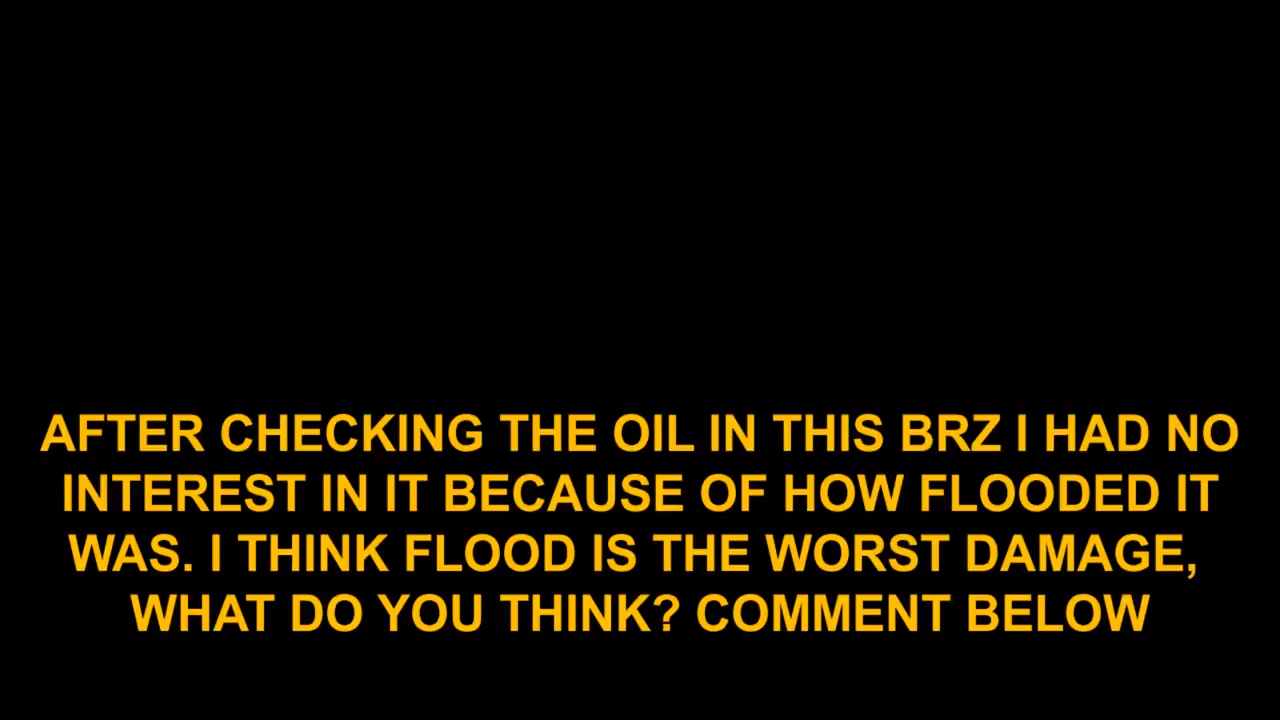 AFTER CHECKING THE OIL IN THIS BRZ I HAD NO
INTEREST IN IT BECAUSE OF HOW FLOODED IT
WAS. I THINK FLOOD IS THE WORST DAMAGE,
WHAT DO YOU THINK? COMMENT BELOW